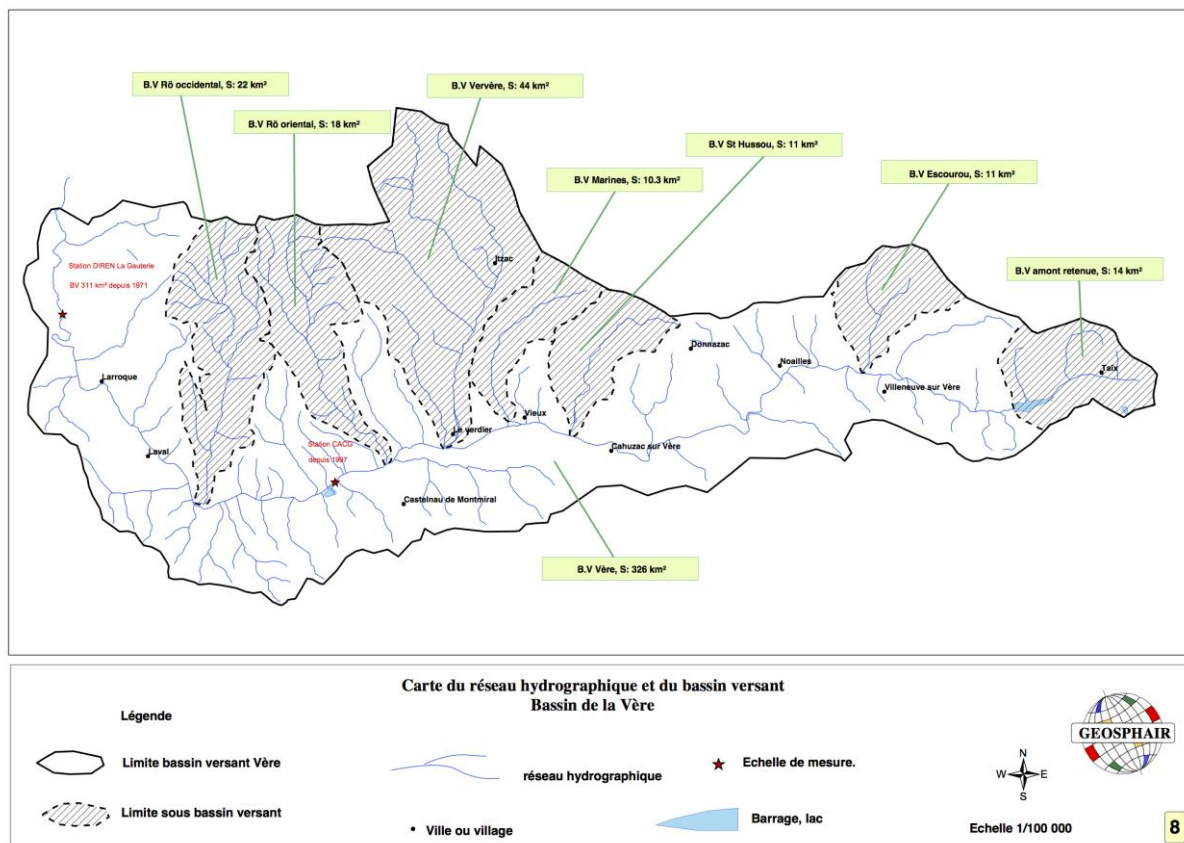 B.V Rô occidental, S: 22 km²
B.V Vervère, S: 44 km²
B.V Rô oriental, S: 18 km²
B.V St Hussou, S: 11 km²
B.V Marines, S: 10.3 km²
B.V Escourou, S: 11 km²
B.V amont retenue, S: 14 km²
Station DIREN La Gauterie
BV 311 km² depuis 1971
Itzac
Donnazac
Noailles
Taïx
Larroque
Villeneuve sur Vère
Vieux
Le verdier
Station CACG
depuis 1997
Cahuzac sur Vère
Laval
Castelnau de Montmiral
B.V Vère, S: 326 km²
Carte du réseau hydrographique et du bassin versant
Bassin de la Vère
Légende
Limite bassin versant Vère
Limite sous bassin versant
réseau hydrographique
Ville ou village
Echelle de mesure.
Barrage, lac
N
W E
S
Echelle 1/100 000
GEOSPHAIR
8